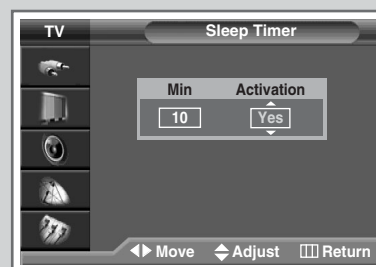 TV Sleep Timer
Min Activation
10 Yes
Move Adjust Return